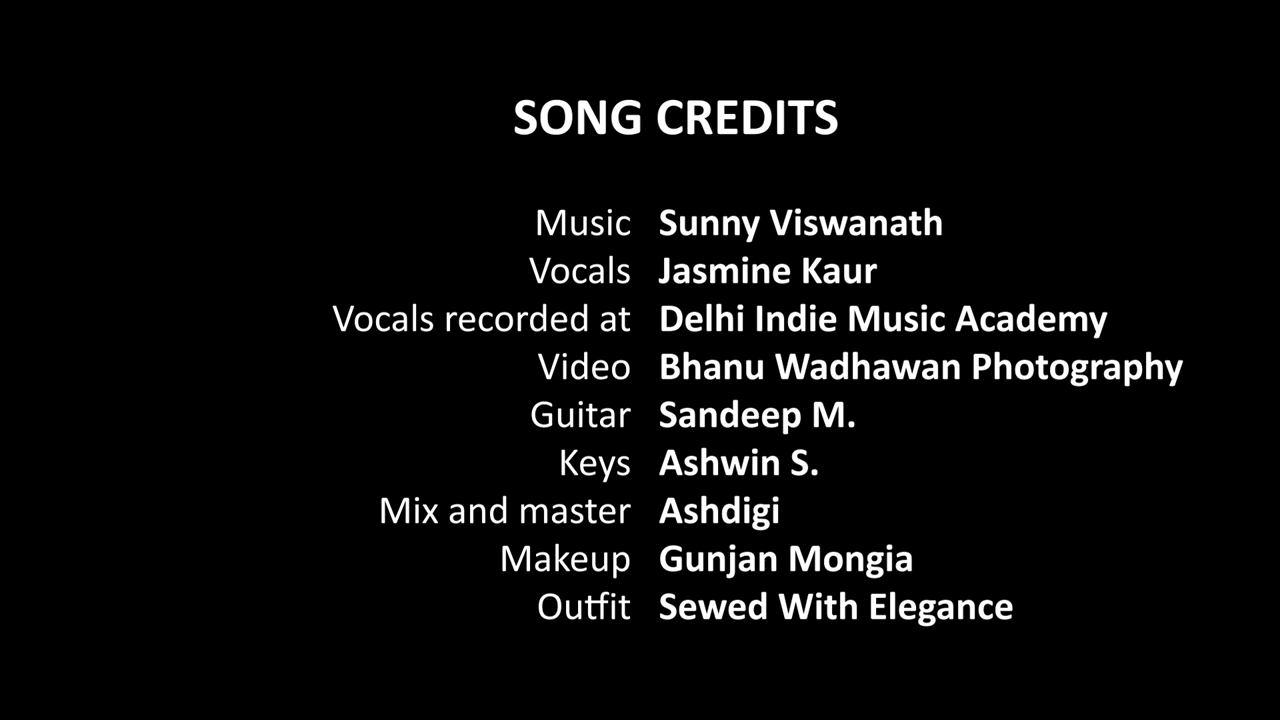 SONG CREDITS
Music Sunny Viswanath
Vocals Jasmine Kaur
Vocals recorded at Delhi Indie Music Academy
Video Bhanu Wadhawan Photography
Guitar Sandeep M.
Keys Ashwin S.
Mix and master Ashdigi
Makeup Gunjan Mongia
Outfit Sewed With Elegance